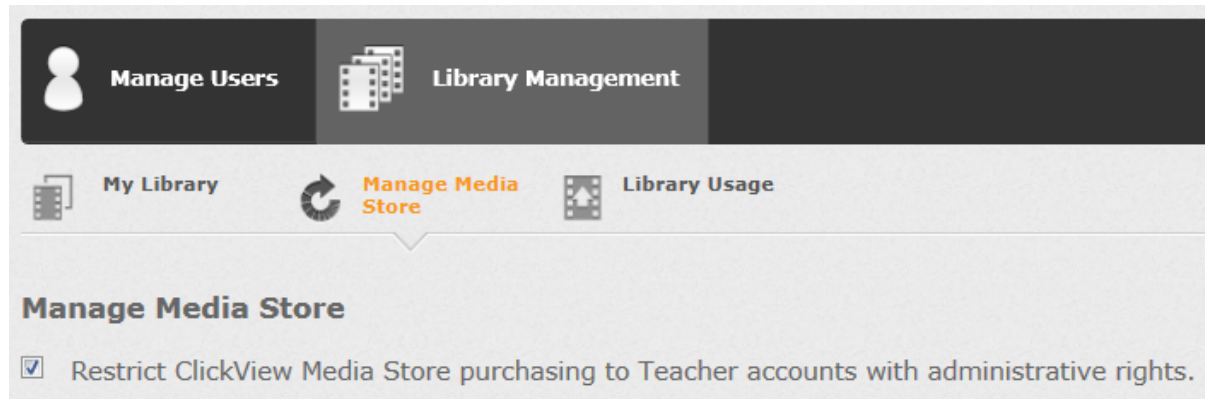 Manage Users Library Management
My Library Manage Media Library Usage
Store
Manage Media Store
Restrict ClickView Media Store purchasing to Teacher accounts with administrative rights.